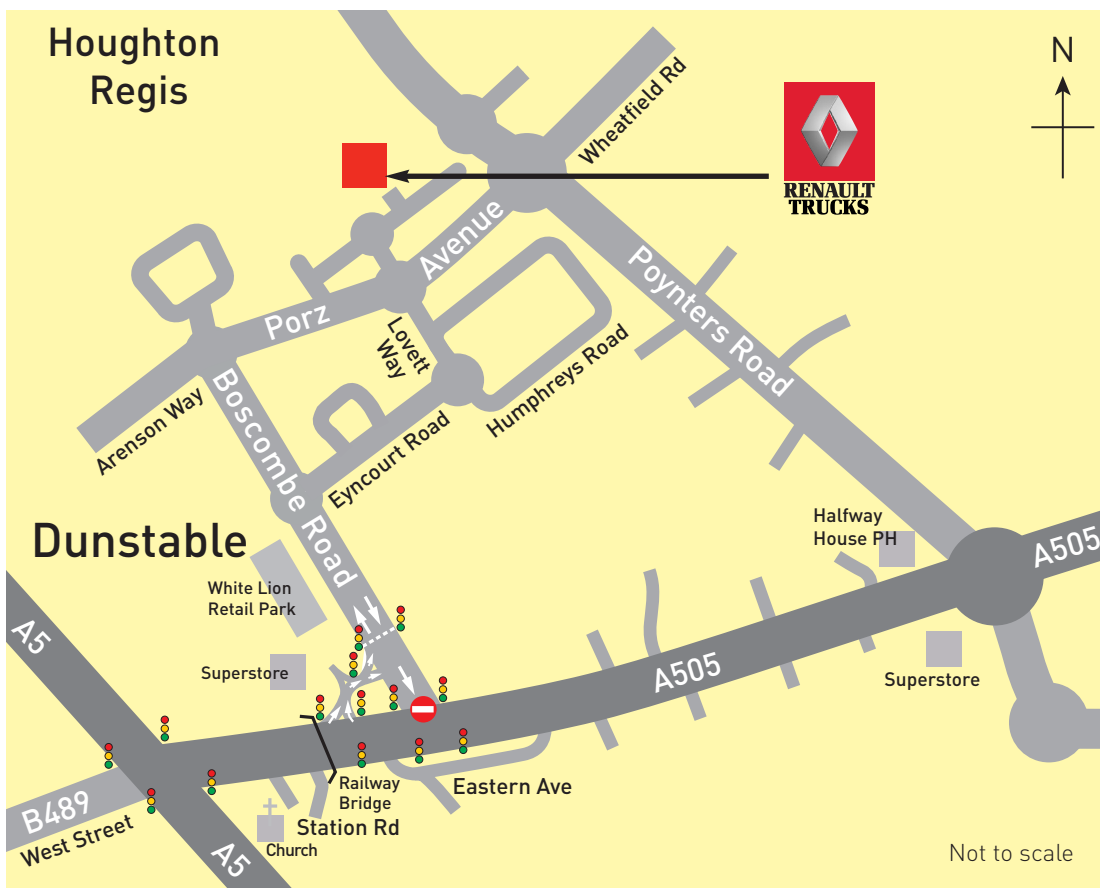 Houghton
Regis
N
Wheatfield Rd
RENAULT
TRUCKS
Avenue
Porz
Poynters Road
Lovett
Way
Humphreys Road
Boscombe Road
Arenson Way
Eyncourt Road
Dunstable
Halfway
House PH
A505
White Lion
Retail Park
A5
Superstore
A505
Superstore
Railway
Bridge
Eastern Ave
B489
West Street
Station Rd
Church
A5
Not to scale